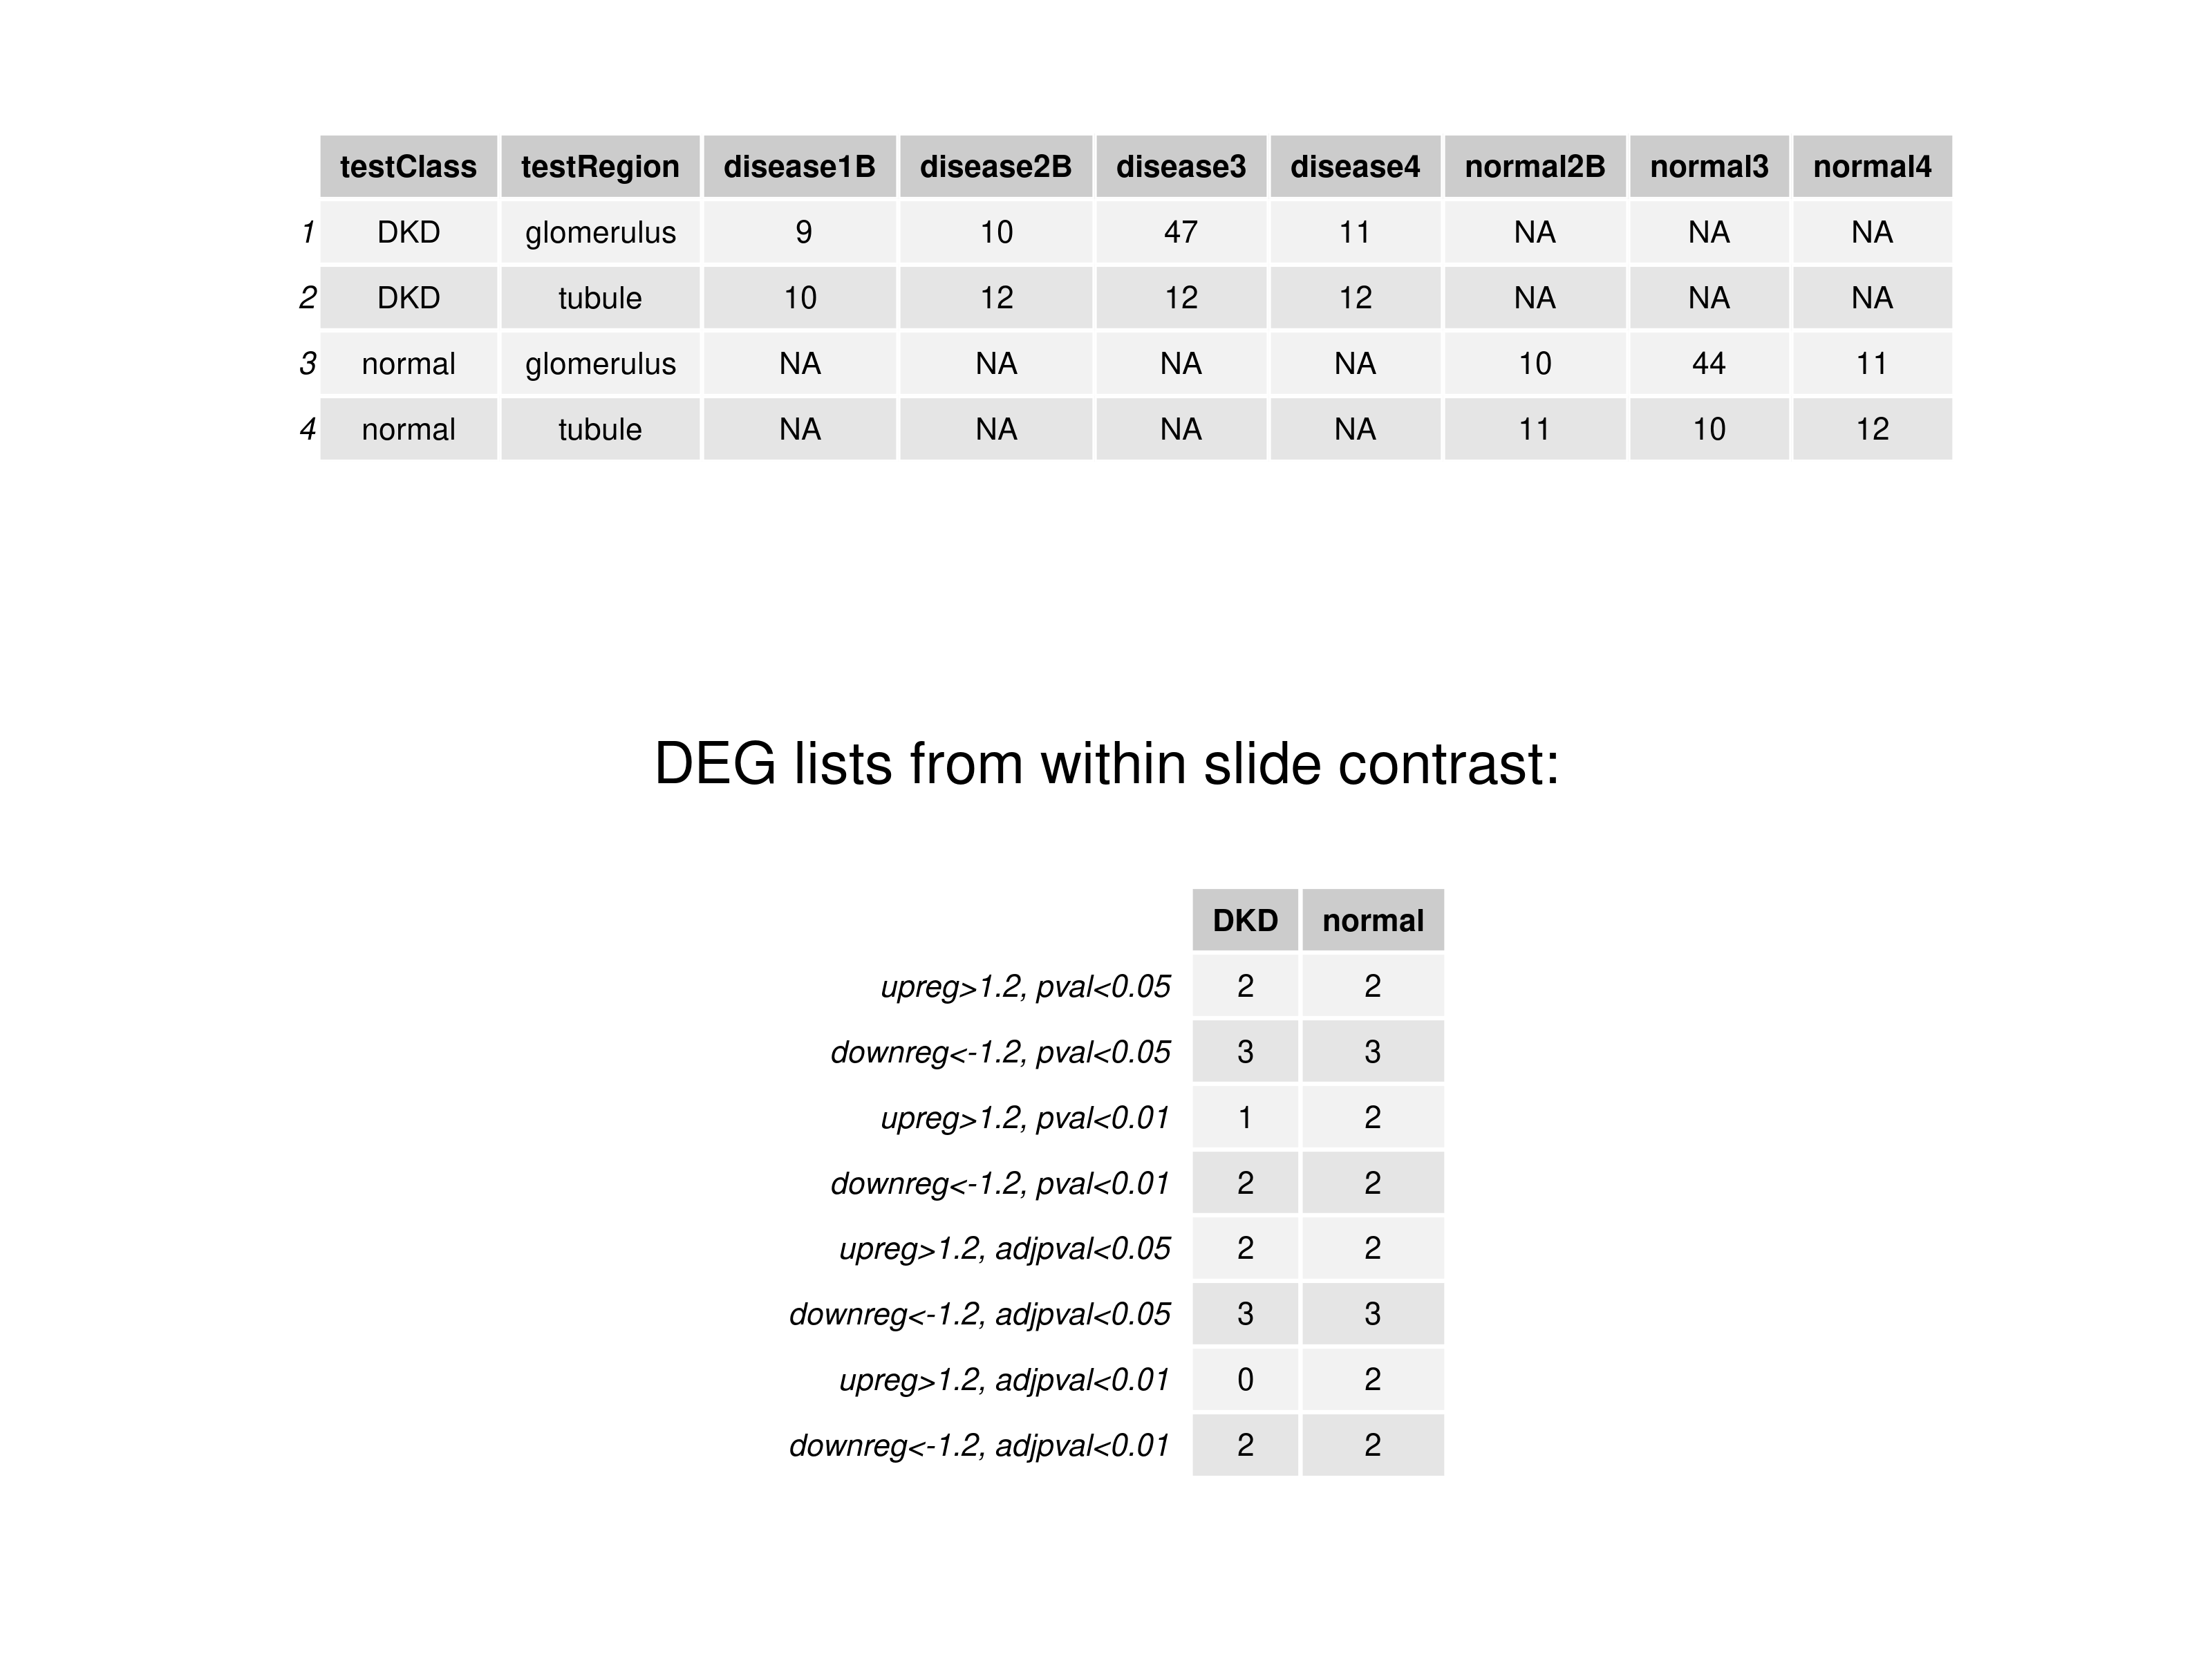 testClass testRegion disease1B disease2B disease3 disease4 normal2B normal3 normal4
1 DKD glomerulus 9 10 47 11 NA NA NA
2 DKD tubule 10 12 12 12 NA NA NA
3 normal glomerulus NA NA NA NA 10 44 11
4 normal tubule NA NA NA NA 11 10 12
DEG lists from within slide contrast:
DKD normal
upreg>1.2, pval<0.05 2 2
downreg<-1.2, pval<0.05 3 3
upreg>1.2, pval<0.01 1 2
downreg<-1.2, pval<0.01 2 2
upreg>1.2, adjpval<0.05 2 2
downreg<-1.2, adjpval<0.05 3 3
upreg>1.2, adjpval<0.01 0 2
downreg<-1.2, adjpval<0.01 2 2